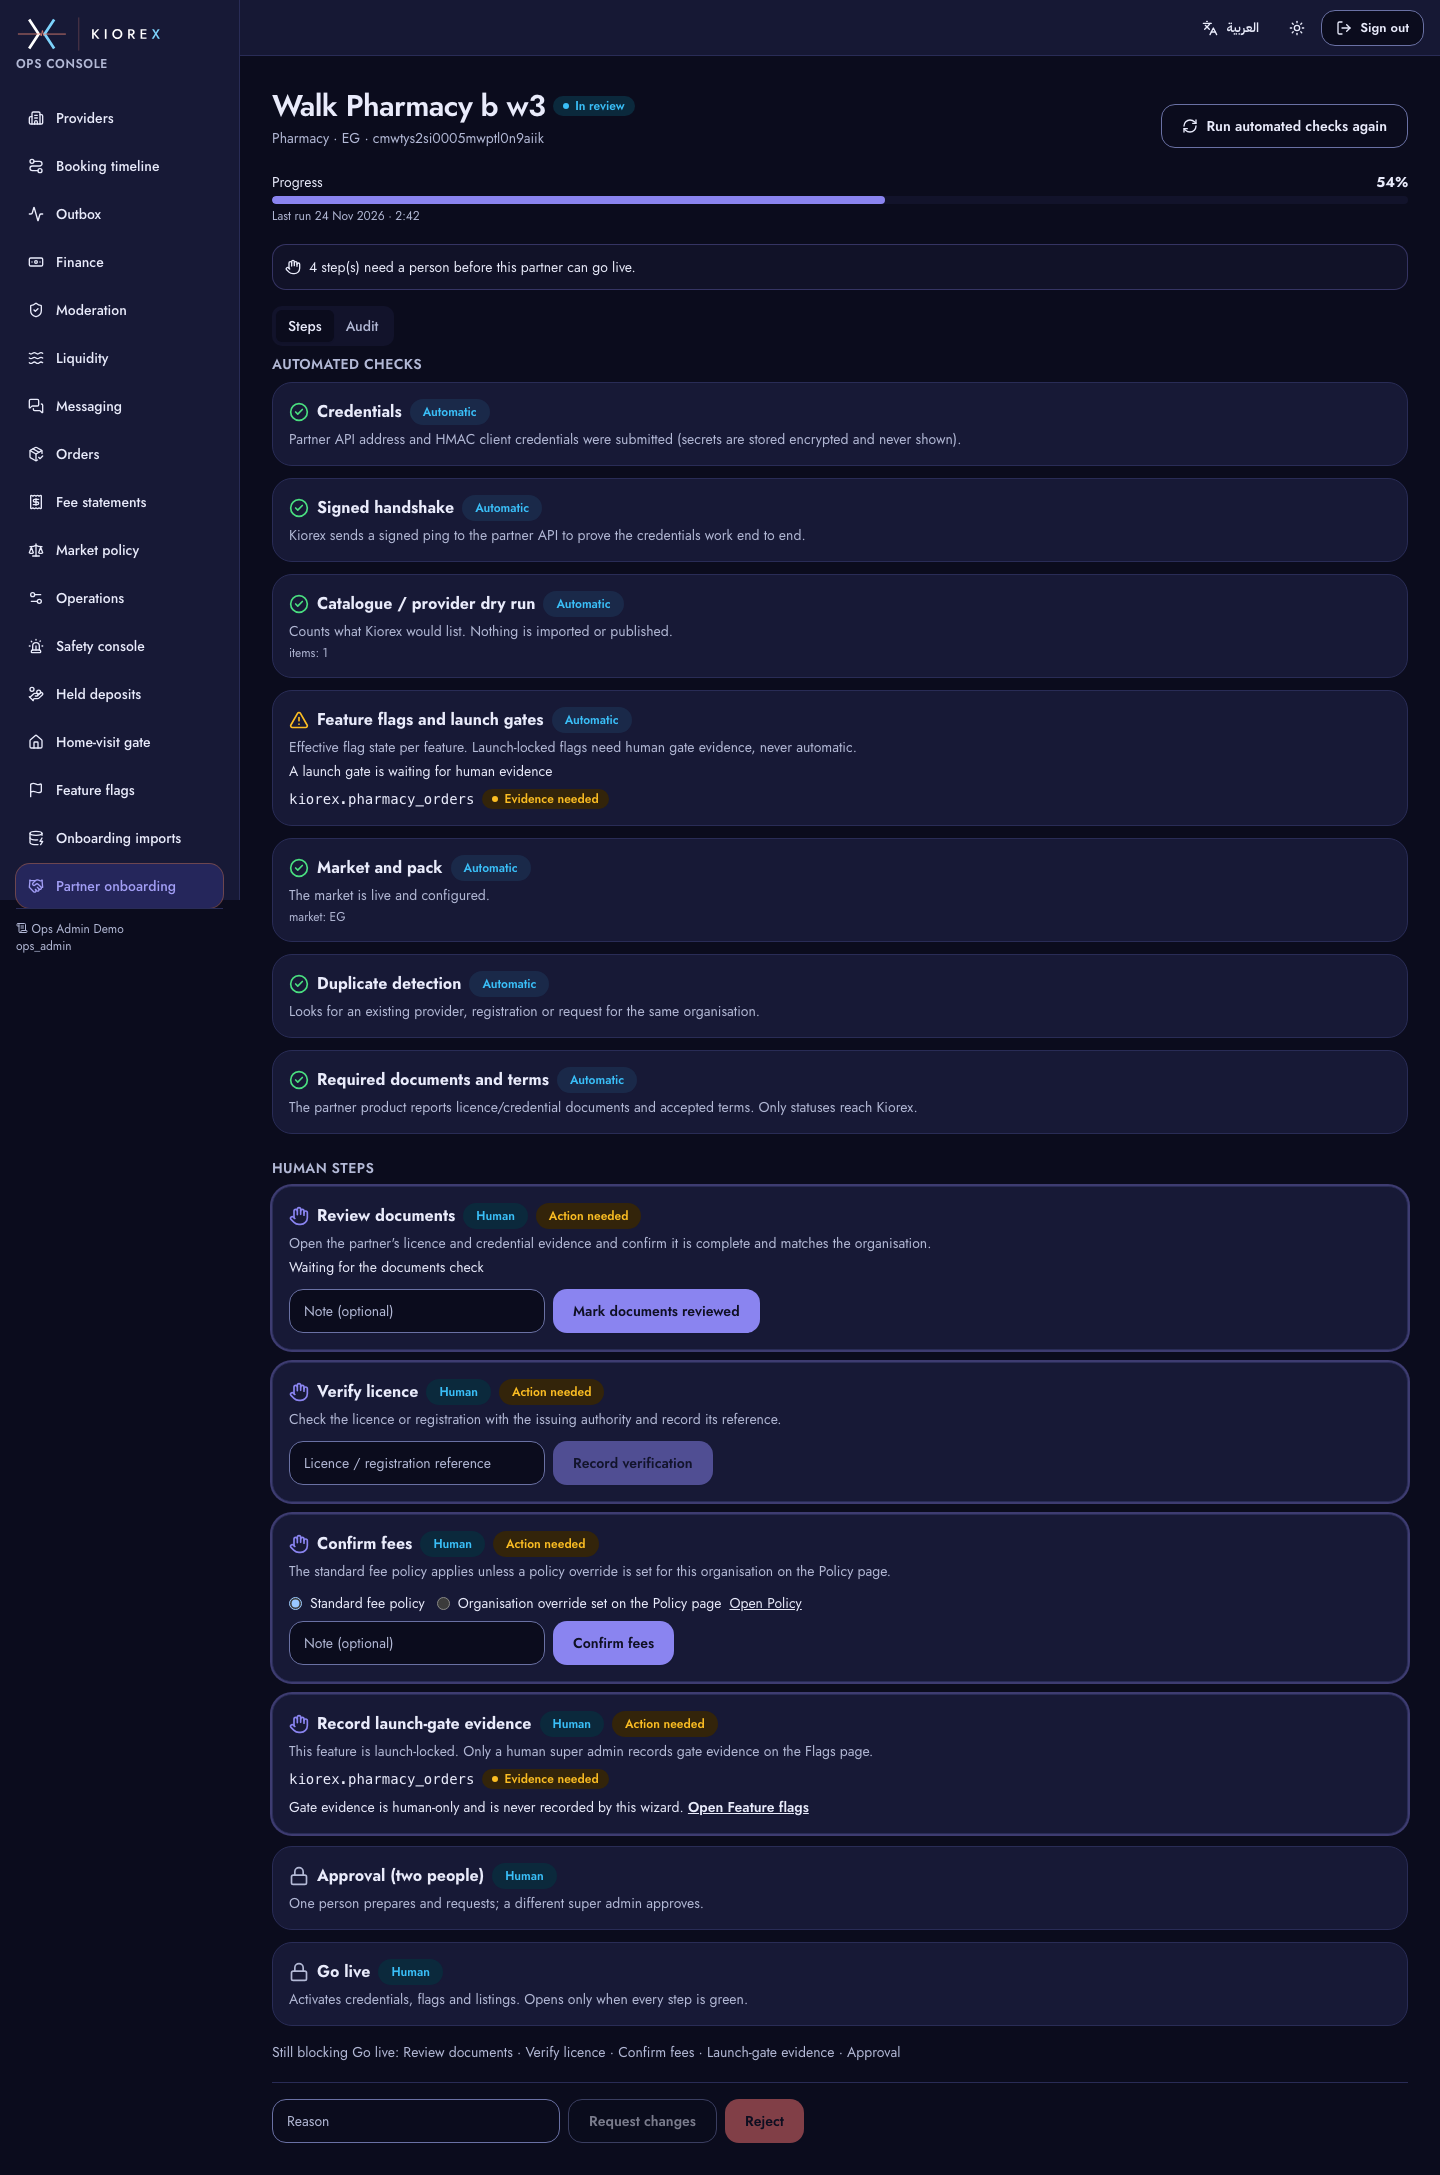 KIOREX
OPS CONSOLE
Providers
Booking timeline
Outbox
Finance
Moderation
Liquidity
Messaging
Orders
Fee statements
Market policy
Operations
Safety console
Held deposits
Home-visit gate
Feature flags
Onboarding imports
Partner onboarding
Ops Admin Demo
ops_admin
العربية
Sign out
Walk Pharmacy b w3
In review
Pharmacy · EG · cmwtys2si0005mwptl0n9aiik
Run automated checks again
Progress
54%
Last run 24 Nov 2026 · 2:42
4 step(s) need a person before this partner can go live.
Steps
Audit
AUTOMATED CHECKS
Credentials
Automatic
Partner API address and HMAC client credentials were submitted (secrets are stored encrypted and never shown).
Signed handshake
Automatic
Kiorex sends a signed ping to the partner API to prove the credentials work end to end.
Catalogue / provider dry run
Automatic
Counts what Kiorex would list. Nothing is imported or published.
items: 1
Feature flags and launch gates
Automatic
Effective flag state per feature. Launch-locked flags need human gate evidence, never automatic.
A launch gate is waiting for human evidence
kiorex.pharmacy_orders
Evidence needed
Market and pack
Automatic
The market is live and configured.
market: EG
Duplicate detection
Automatic
Looks for an existing provider, registration or request for the same organisation.
Required documents and terms
Automatic
The partner product reports licence/credential documents and accepted terms. Only statuses reach Kiorex.
HUMAN STEPS
Review documents
Human
Action needed
Open the partner's licence and credential evidence and confirm it is complete and matches the organisation.
Waiting for the documents check
Note (optional)
Mark documents reviewed
Verify licence
Human
Action needed
Check the licence or registration with the issuing authority and record its reference.
Licence / registration reference
Record verification
Confirm fees
Human
Action needed
The standard fee policy applies unless a policy override is set for this organisation on the Policy page.
Standard fee policy
Organisation override set on the Policy page
Open Policy
Note (optional)
Confirm fees
Record launch-gate evidence
Human
Action needed
This feature is launch-locked. Only a human super admin records gate evidence on the Flags page.
kiorex.pharmacy_orders
Evidence needed
Gate evidence is human-only and is never recorded by this wizard. Open Feature flags
Approval (two people)
Human
One person prepares and requests; a different super admin approves.
Go live
Human
Activates credentials, flags and listings. Opens only when every step is green.
Still blocking Go live: Review documents · Verify licence · Confirm fees · Launch-gate evidence · Approval
Reason
Request changes
Reject